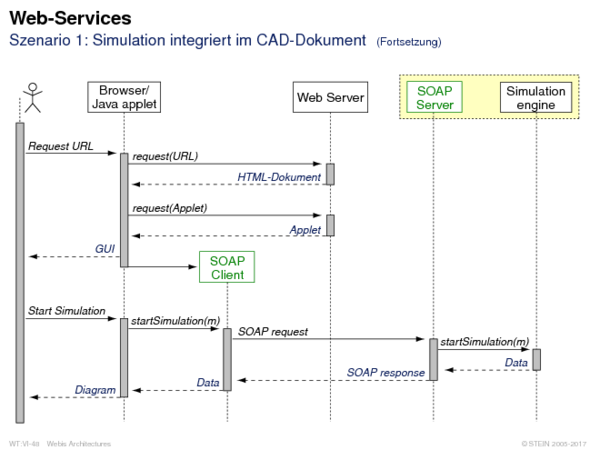 Web-Services
Szenario 1: Simulation integriert im CAD-Dokument (Fortsetzung)
Browser/
Java applet
Web Server
SOAP
Server
Simulation
engine
Request URL
request(URL)
HTML-Dokument
request(Applet)
Applet
GUI
SOAP
Client
Start Simulation
startSimulation(m)
SOAP request
startSimulation(m)
Data
SOAP response
Data
Diagram
WT:VI-40 Webis Architectures
© STEIN 2005-2017